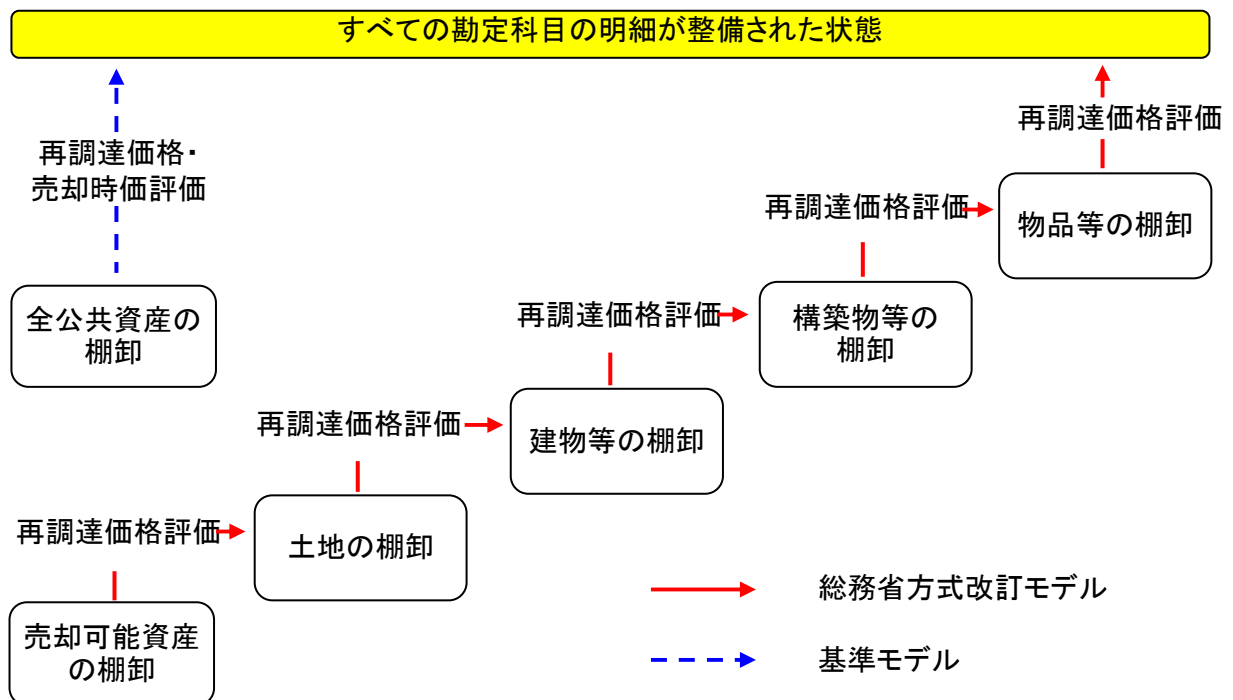 すべての勘定科目の明細が整備された状態
再調達価格・
売却時価評価
全公共資産の
棚卸
再調達価格評価
物品等の棚卸
再調達価格評価
構築物等の
棚卸
再調達価格評価
建物等の棚卸
再調達価格評価
土地の棚卸
再調達価格評価
売却可能資産
の棚卸
総務省方式改訂モデル
基準モデル